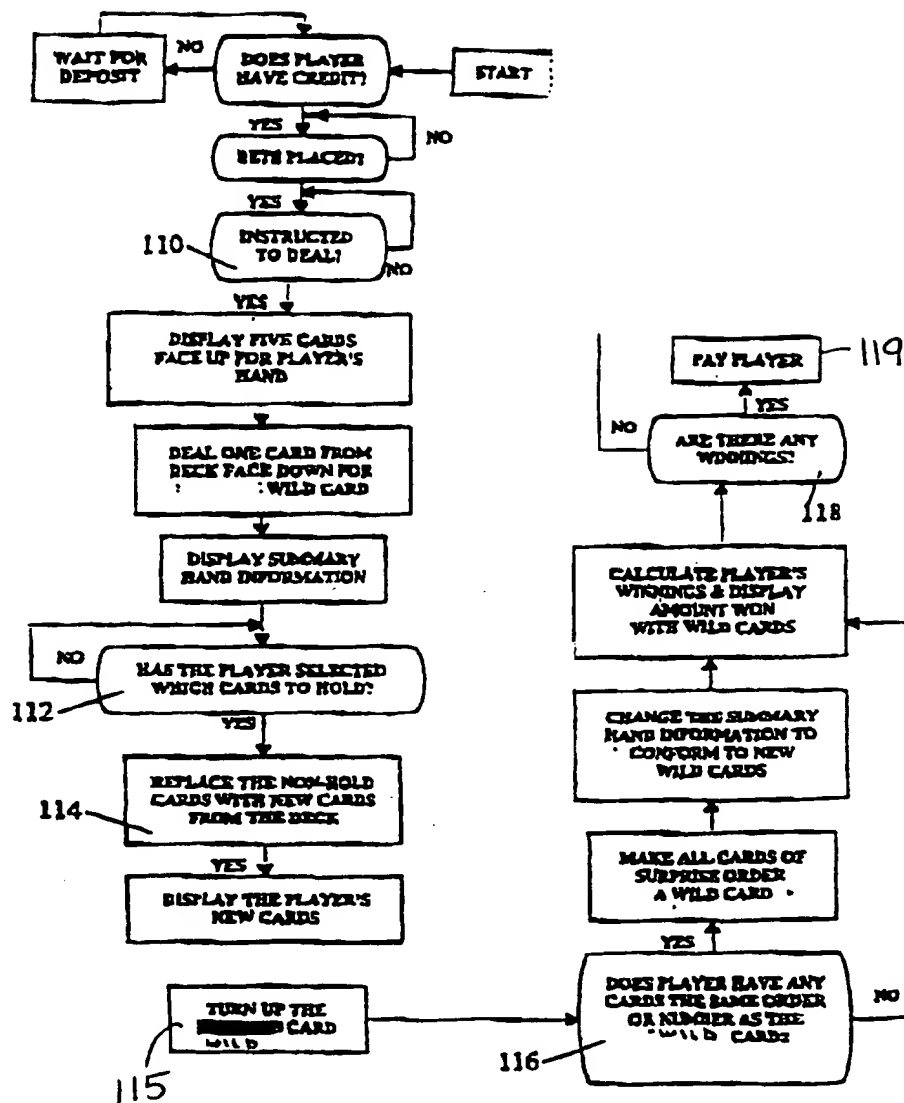 WAIT FOR
DEPOSIT
NO
DOES PLAYER
HAVE CREDIT?
START
YES
NO
BETS PLACED?
YES
110
INSTRUCTED
TO DEAL?
NO
YES
DISPLAY FIVE CARDS
FACE UP FOR PLAYER'S
HAND
DEAL ONE CARD FROM
DECK FACE DOWN FOR
WILD CARD
DISPLAY SUMMARY
HAND INFORMATION
NO
HAS THE PLAYER SELECTED
WHICH CARDS TO HOLD?
112
YES
REPLACE THE NON-HOLD
CARDS WITH NEW CARDS
FROM THE DECK
114
YES
DISPLAY THE PLAYER'S
NEW CARDS
TURN UP THE
CARD
WILD
115
DOES PLAYER HAVE ANY
CARDS THE SAME ORDER
OR NUMBER AS THE
WILD CARD?
116
NO
YES
MAKE ALL CARDS OF
SURPRISE ORDER
A WILD CARD
CHANGE THE SUMMARY
HAND INFORMATION TO
CONFORM TO NEW
WILD CARDS
CALCULATE PLAYER'S
WINNINGS & DISPLAY
AMOUNT WON
WITH WILD CARDS
118
ARE THERE ANY
WINNINGS?
NO
YES
PAY PLAYER
119